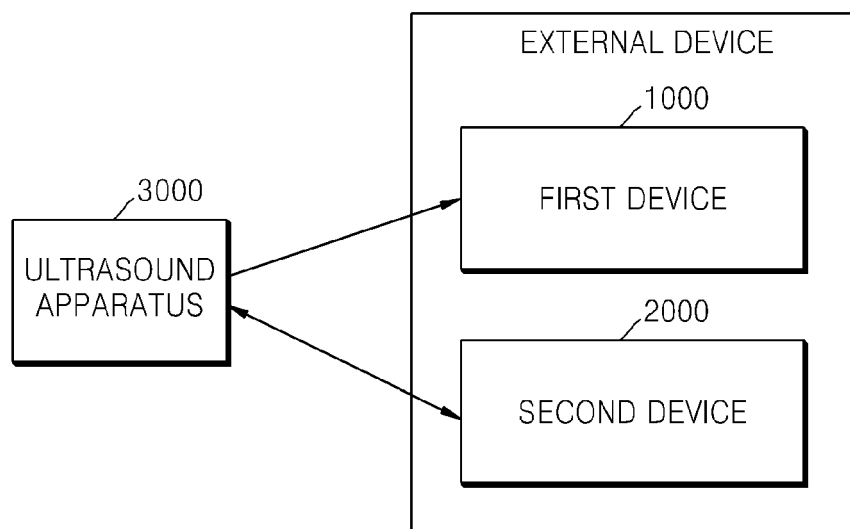 EXTERNAL DEVICE
1000
FIRST DEVICE
3000
ULTRASOUND
APPARATUS
2000
SECOND DEVICE